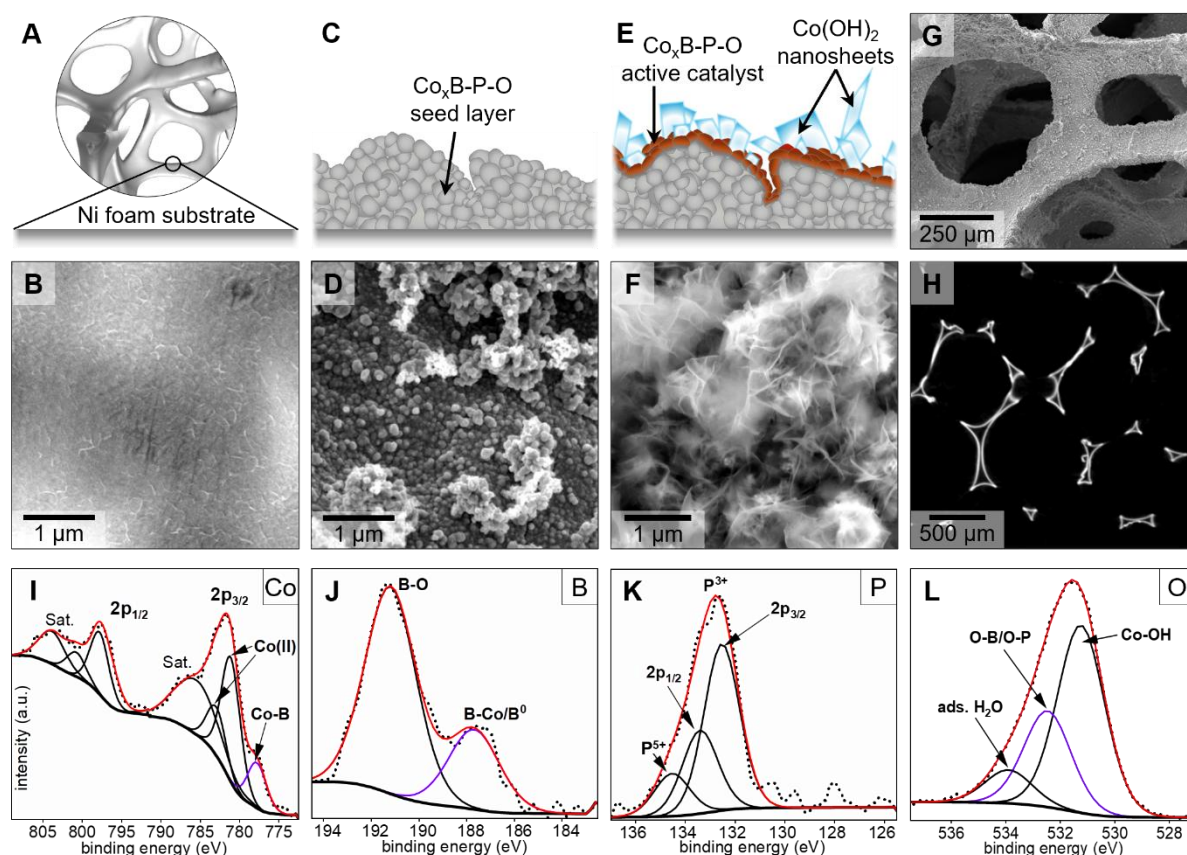 A
Ni foam substrate
C
CoₓB-P-O
seed layer
E
CoₓB-P-O
active catalyst
Co(OH)₂
nanosheets
G
250 µm
B
1 µm
D
1 µm
F
1 µm
H
500 µm
I
Co
Sat.
2p₁/₂
Sat.
2p₃/₂
Co(II)
Co-B
intensity (a.u.)
805 795 785 780 775
binding energy (eV)
J
B
B-O
B-Co/B⁰
194 192 190 188 186 184
binding energy (eV)
K
P
P³⁺
2p₃/₂
2p₁/₂
P⁵⁺
136 134 132 130 128 126
binding energy (eV)
L
O
O-B/O-P
Co-OH
ads. H₂O
536 534 532 530 528
binding energy (eV)